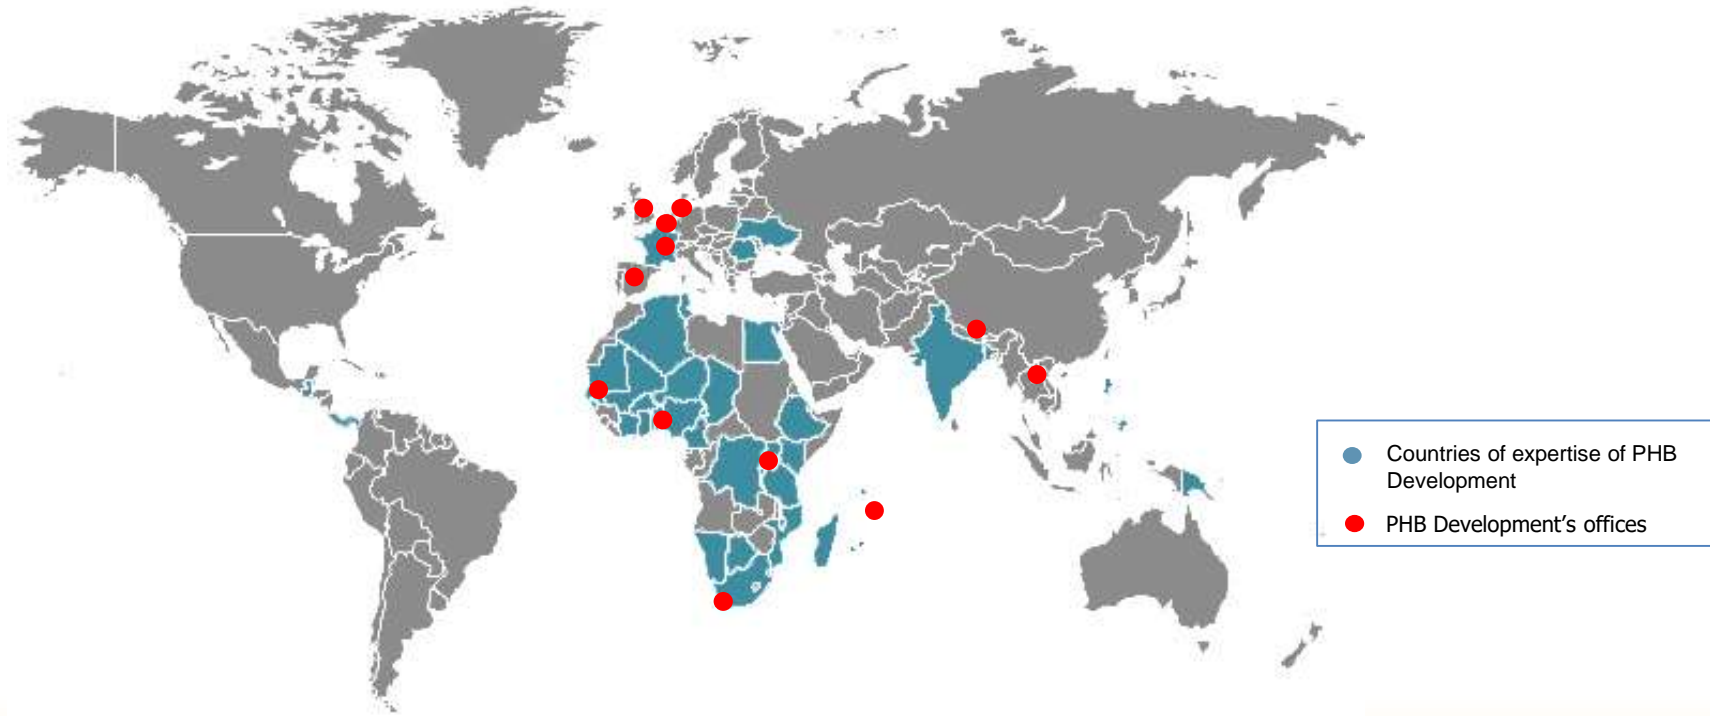 Countries of expertise of PHB
Development
PHB Development's offices